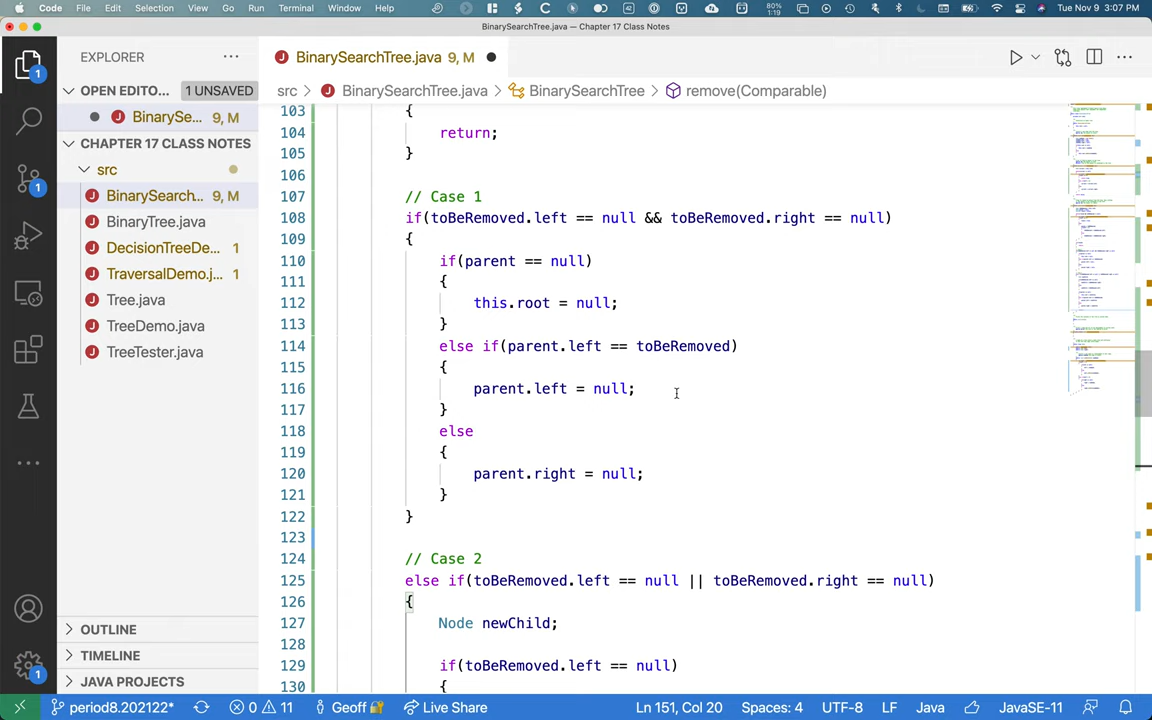 Code File Edit Selection View Go Run Terminal Window Help 80% 1:19 Tue Nov 9 3:07 PM
BinarySearchTree.java — Chapter 17 Class Notes
EXPLORER
BinarySearchTree.java 9, M
OPEN EDITO... 1 UNSAVED
src > BinarySearchTree.java > BinarySearchTree > remove(Comparable)
BinarySe... 9, M
CHAPTER 17 CLASS NOTES
src
BinarySearch... 9, M
BinaryTree.java
DecisionTreeDe... 1
TraversalDemo.j... 1
Tree.java
TreeDemo.java
TreeTester.java
OUTLINE
TIMELINE
JAVA PROJECTS
103 {
104 return;
105 }
106
107 // Case 1
108 if(toBeRemoved.left == null && toBeRemoved.right == null)
109 {
110 if(parent == null)
111 {
112 this.root = null;
113 }
114 else if(parent.left == toBeRemoved)
115 {
116 parent.left = null;
117 }
118 else
119 {
120 parent.right = null;
121 }
122 }
123
124 // Case 2
125 else if(toBeRemoved.left == null || toBeRemoved.right == null)
126 {
127 Node newChild;
128
129 if(toBeRemoved.left == null)
130 {
period8.202122* 0 11 Geoff Live Share Ln 151, Col 20 Spaces: 4 UTF-8 LF Java JavaSE-11